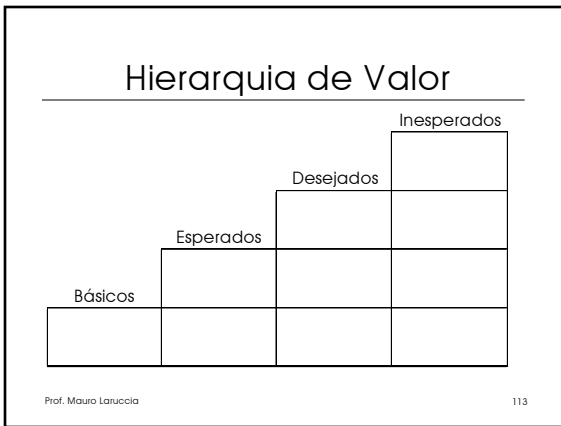 Hierarquia de Valor
Inesperados
Desejados
Esperados
Básicos
Prof. Mauro Laruccia
113